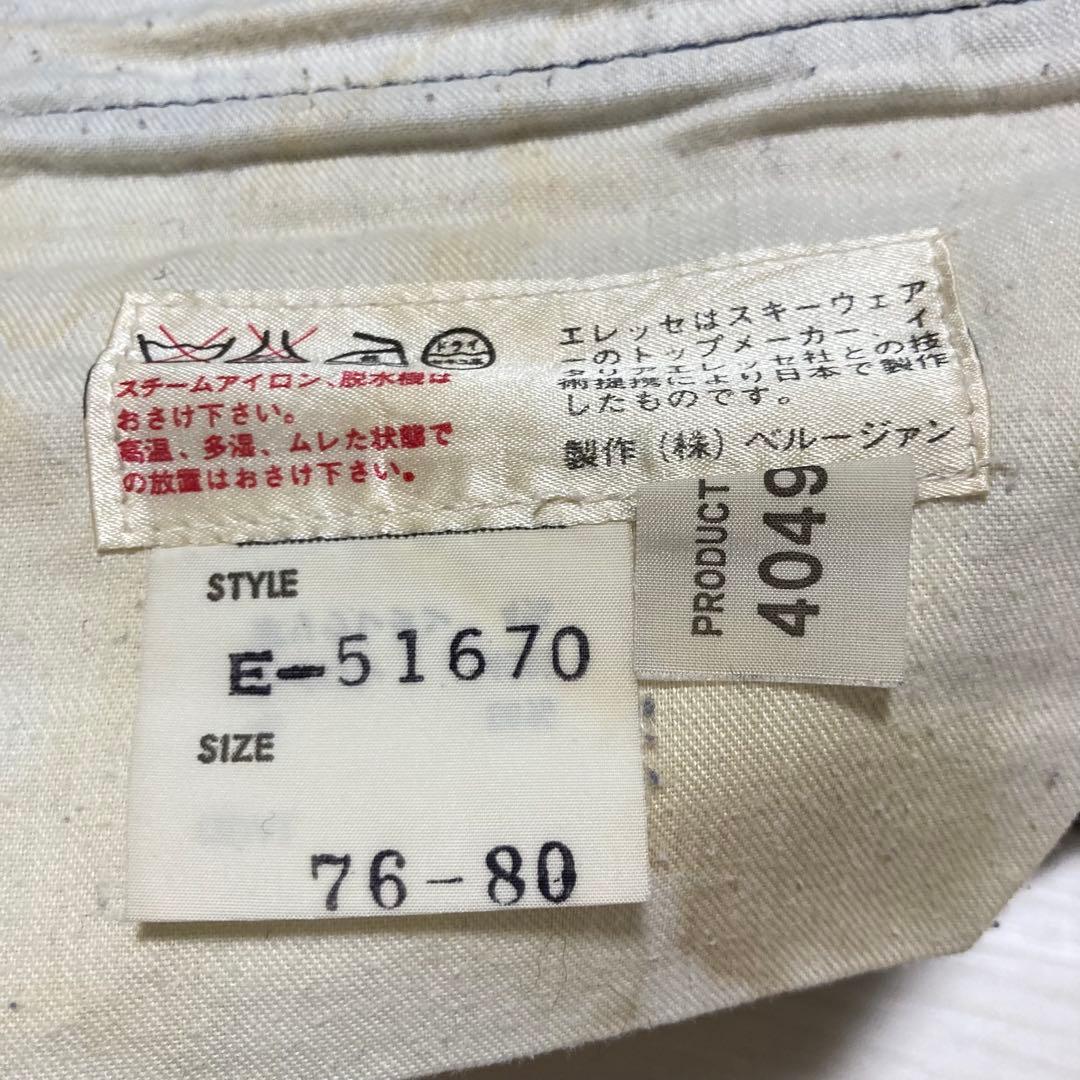 ドライ
スチームアイロン、脱水機は
おさけ下さい。
高温、多湿、ムレた状態で
の放置はおさけ下さい。
エレッセはスキーウェア
ーのトップメーカー、イ
タリアエレッセ社との技
術提携により日本で製作
したものです。
製作(株)ベルージァン
PRODUCT
4049
STYLE
E-51670
SIZE
76-80